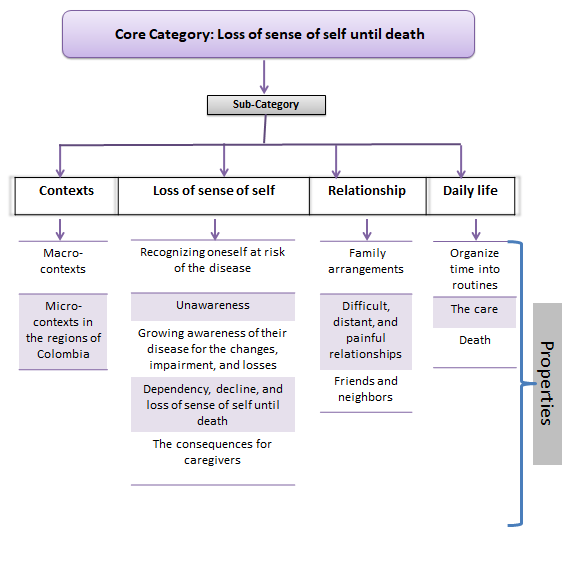 Core Category: Loss of sense of self until death
Sub-Category
Contexts
Loss of sense of self
Relationship
Daily life
Macro-
contexts
Micro-
contexts in
the regions of
Colombia
Recognizing oneself at risk
of the disease
Unawareness
Growing awareness of their
disease for the changes,
impairment, and losses
Dependency, decline, and
loss of sense of self until
death
The consequences for
caregivers
Family
arrangements
Difficult,
distant, and
painful
relationships
Friends and
neighbors
Organize
time into
routines
The care
Death
Properties